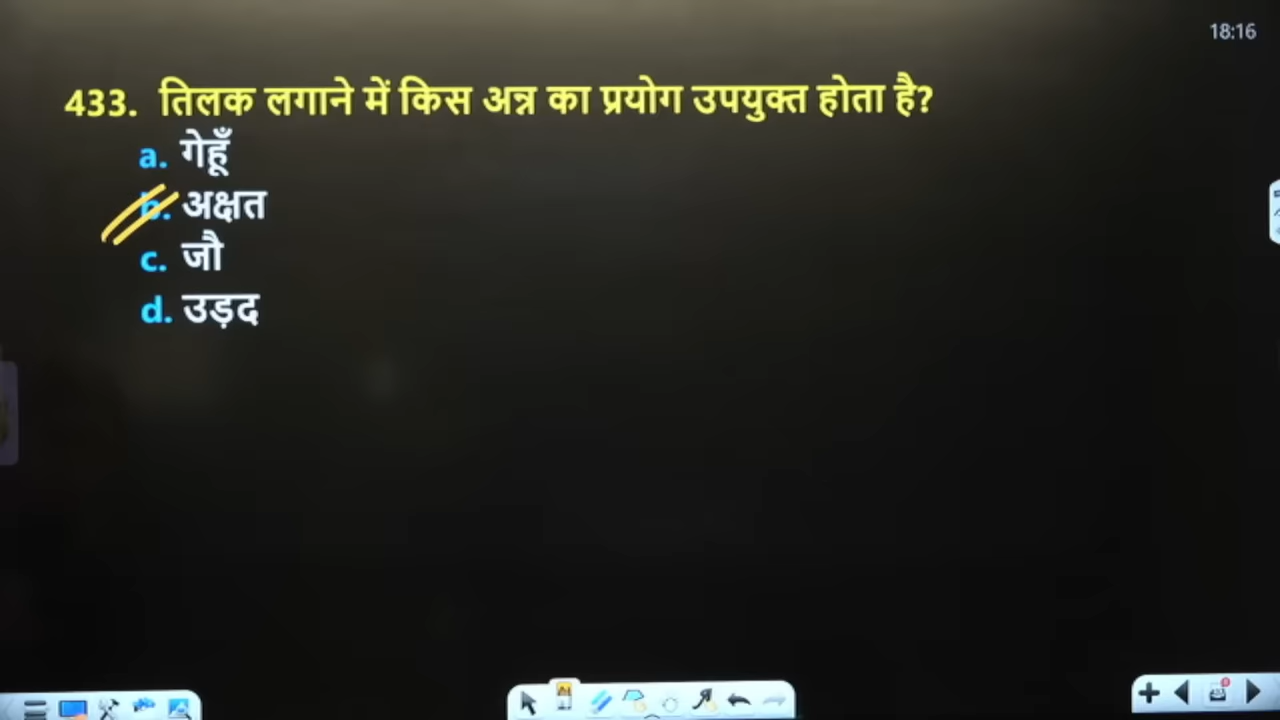 18:16
433. तिलक लगाने में किस अन्न का प्रयोग उपयुक्त होता है?
a. गेहूँ
b. अक्षत
c. जौ
d. उड़द